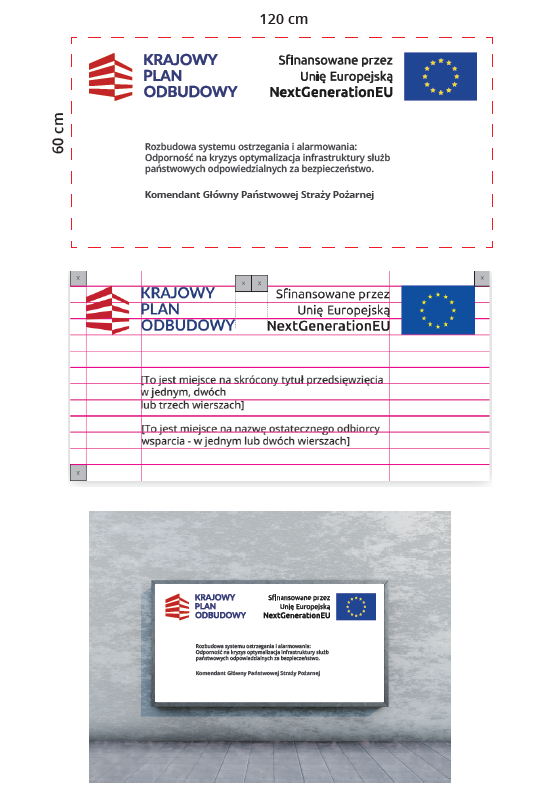 120 cm
60 cm
KRAJOWY
PLAN
ODBUDOWY
Sfinansowane przez
Unię Europejską
NextGenerationEU
Rozbudowa systemu ostrzegania i alarmowania:
Odporność na kryzys optymalizacja infrastruktury służb
państwowych odpowiedzialnych za bezpieczeństwo.
Komendant Główny Państwowej Straży Pożarnej
x
x
x
x
KRAJOWY
PLAN
ODBUDOWY
Sfinansowane przez
Unię Europejską
NextGenerationEU
[To jest miejsce na skrócony tytuł przedsięwzięcia
w jednym, dwóch
lub trzech wierszach]
[To jest miejsce na nazwę ostatecznego odbiorcy
wsparcia - w jednym lub dwóch wierszach]
x
KRAJOWY
PLAN
ODBUDOWY
Sfinansowane przez
Unię Europejską
NextGenerationEU
Rozbudowa systemu ostrzegania i alarmowania:
Odporność na kryzys optymalizacja infrastruktury służb
państwowych odpowiedzialnych za bezpieczeństwo.
Komendant Główny Państwowej Straży Pożarnej